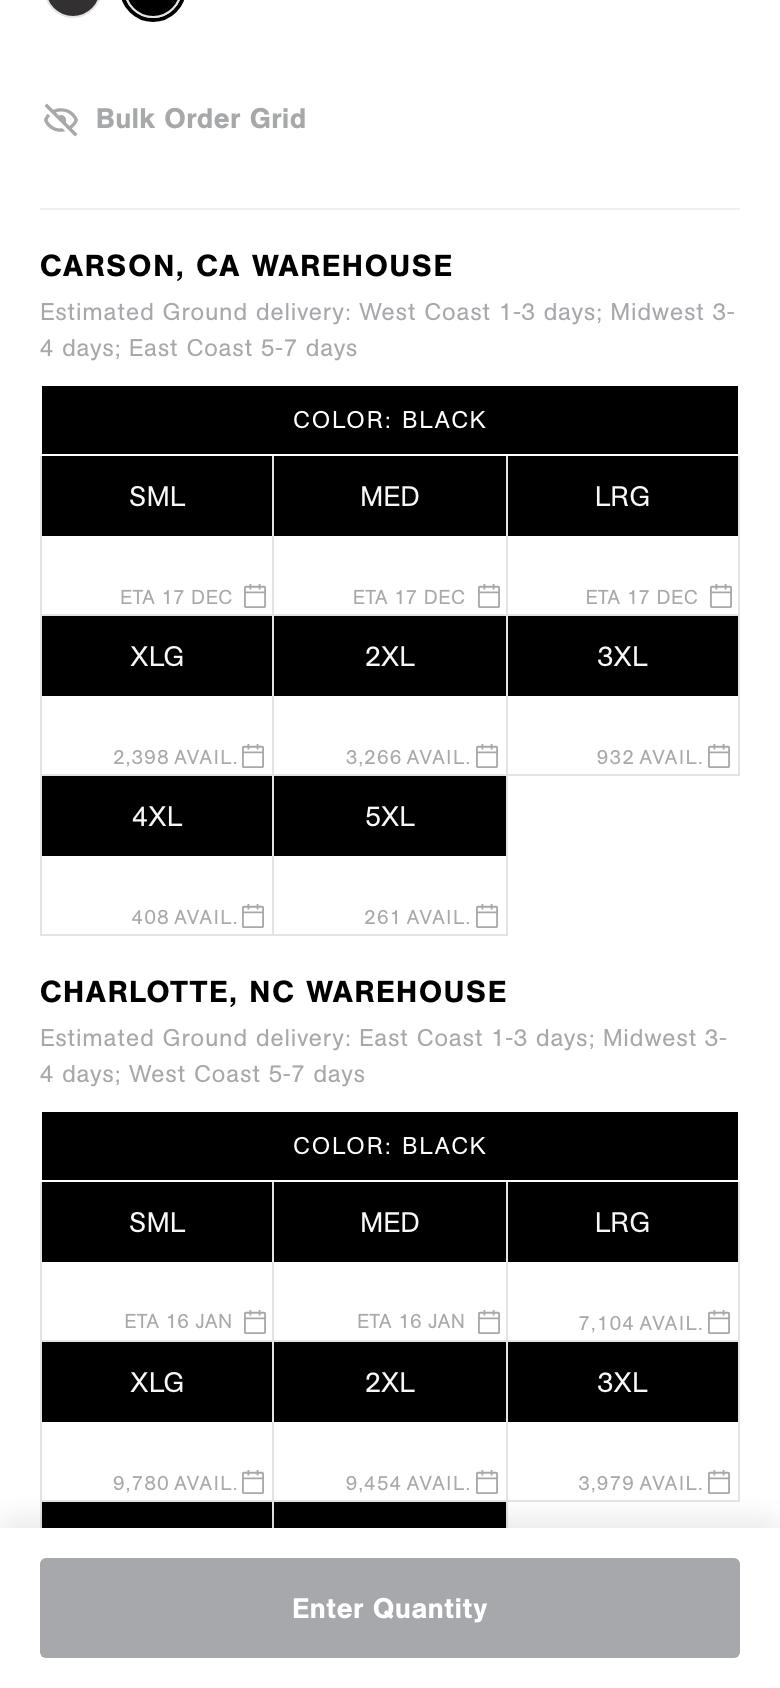 Bulk Order Grid
CARSON, CA WAREHOUSE
Estimated Ground delivery: West Coast 1-3 days; Midwest 3-
4 days; East Coast 5-7 days
COLOR: BLACK
SML MED LRG
ETA 17 DEC ETA 17 DEC ETA 17 DEC
XLG 2XL 3XL
2,398 AVAIL. 3,266 AVAIL. 932 AVAIL.
4XL 5XL
408 AVAIL. 261 AVAIL.
CHARLOTTE, NC WAREHOUSE
Estimated Ground delivery: East Coast 1-3 days; Midwest 3-
4 days; West Coast 5-7 days
COLOR: BLACK
SML MED LRG
ETA 16 JAN ETA 16 JAN 7,104 AVAIL.
XLG 2XL 3XL
9,780 AVAIL. 9,454 AVAIL. 3,979 AVAIL.
Enter Quantity